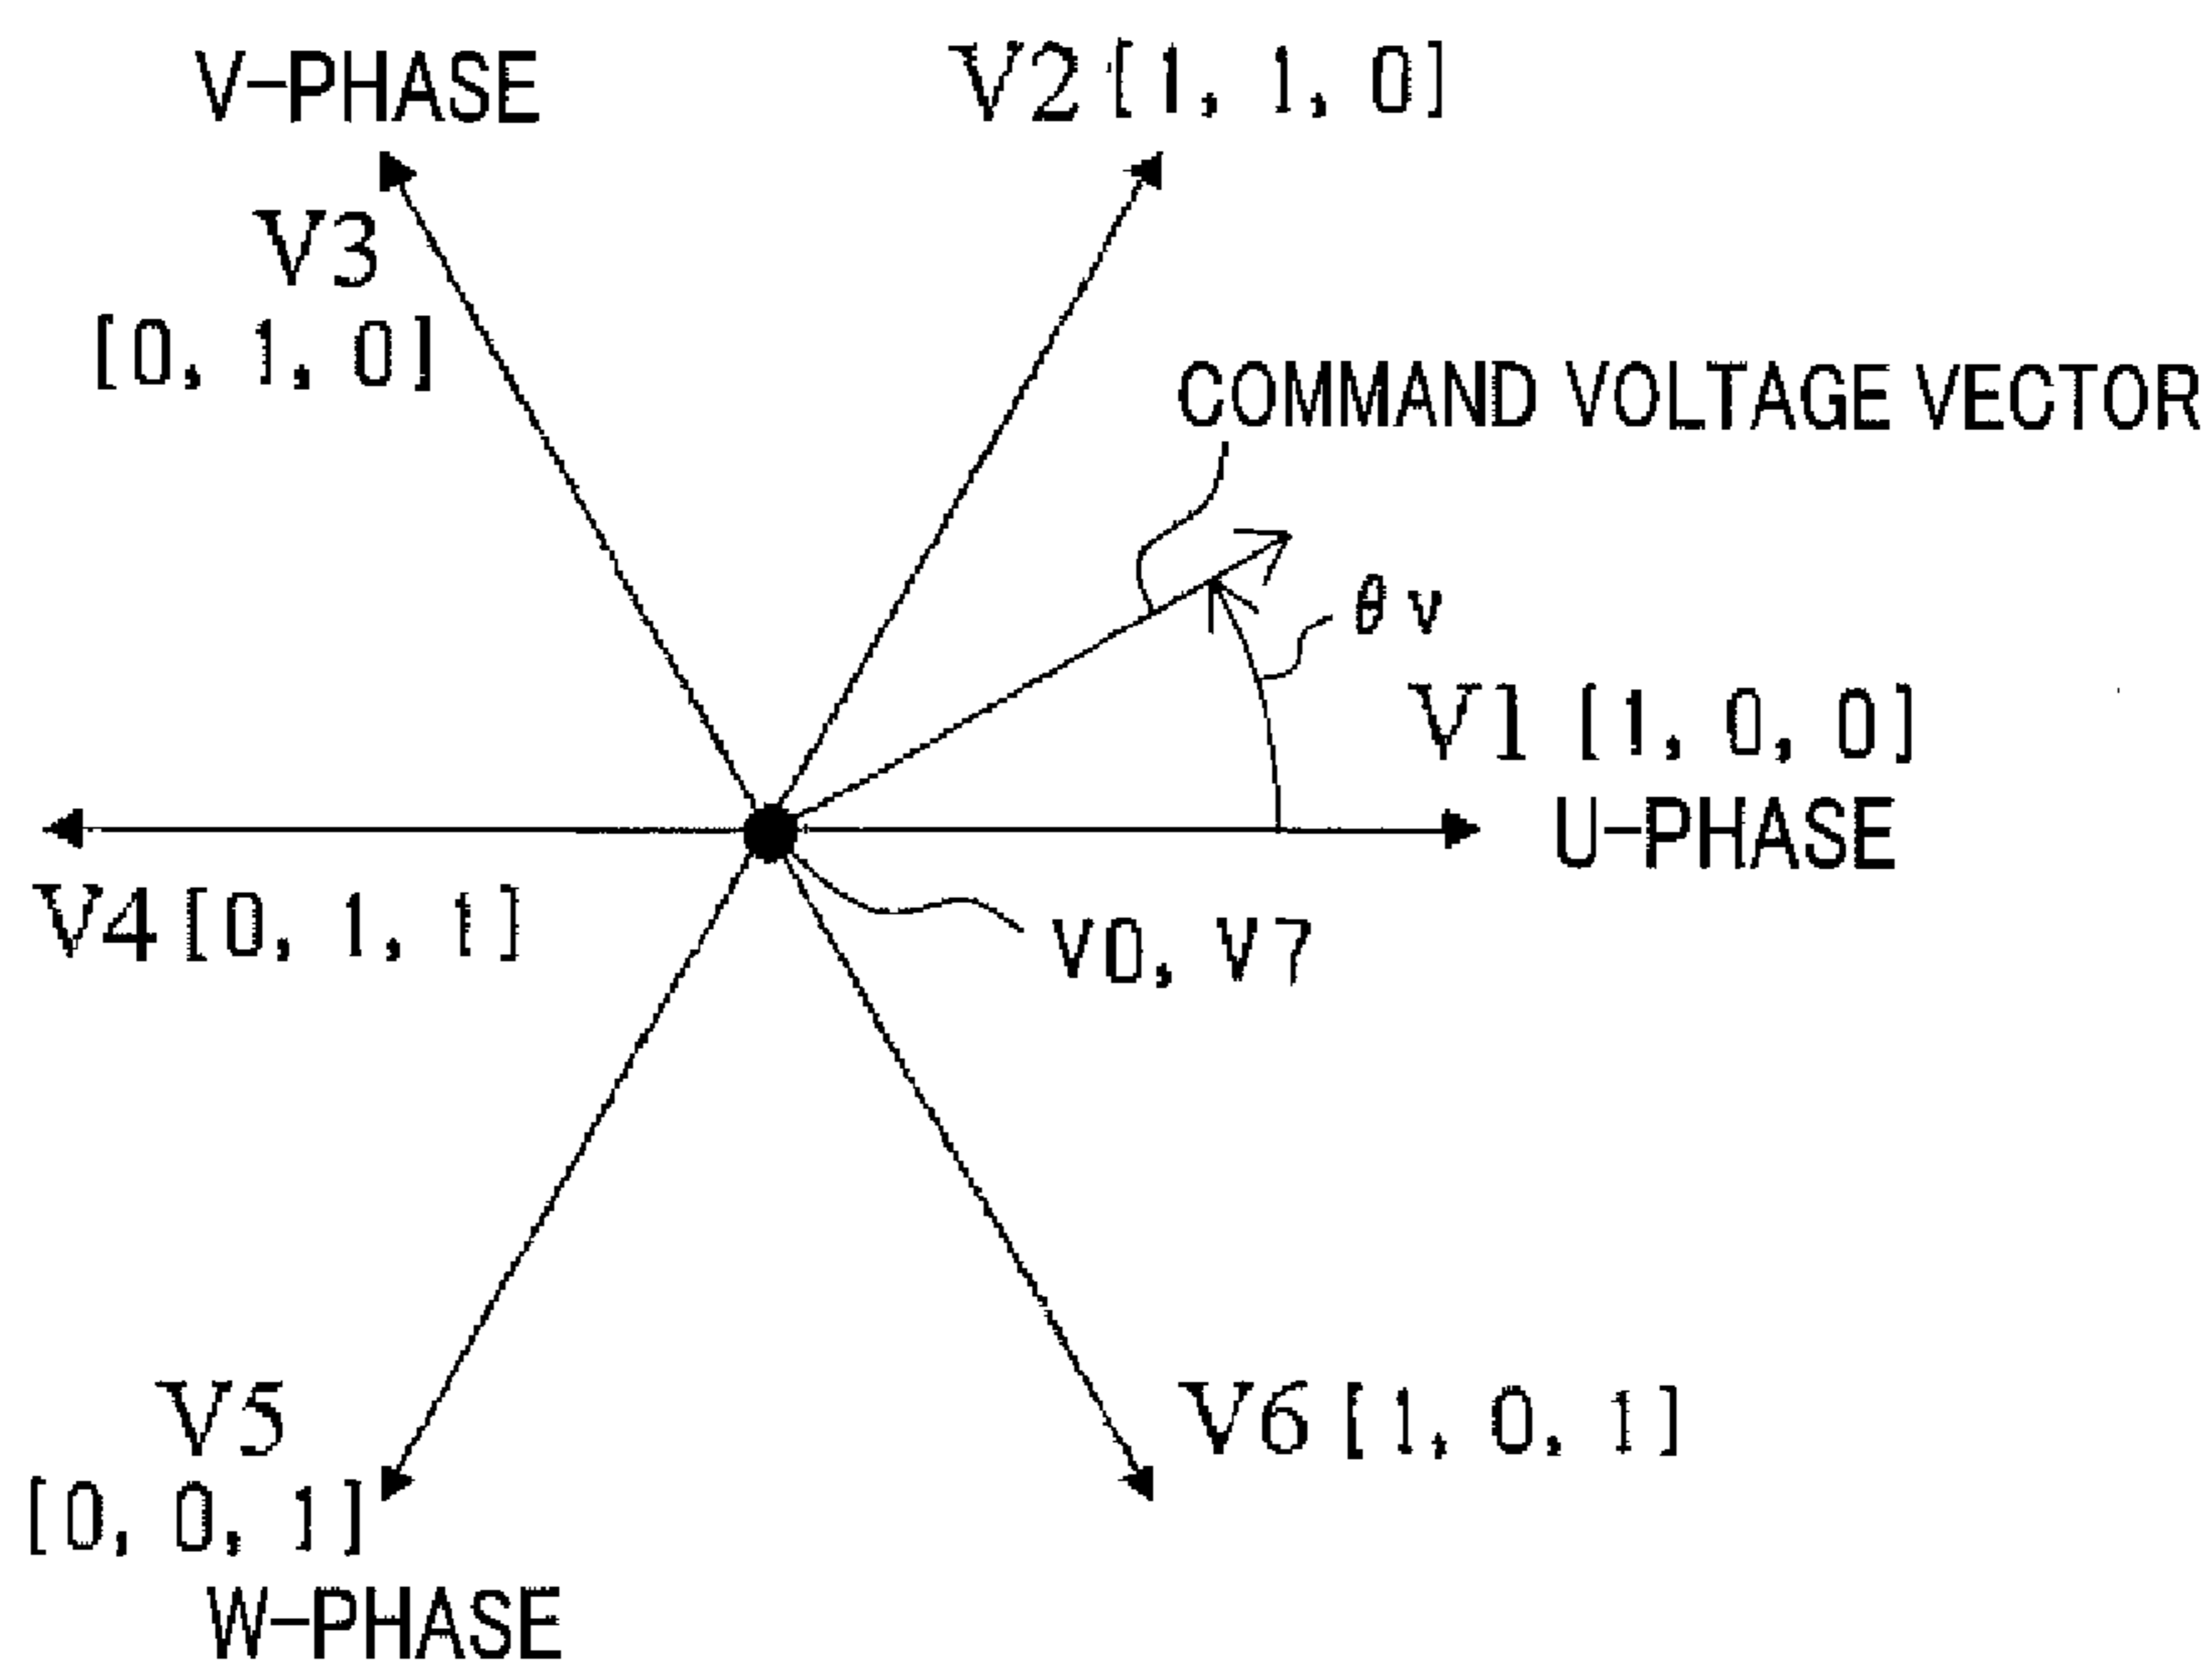 V-PHASE
V2 [1, 1, 0]
V3
[0, 1, 0]
COMMAND VOLTAGE VECTOR
θv
V1 [1, 0, 0]
U-PHASE
V4 [0, 1, 1]
V0, V7
V5
[0, 0, 1]
V6 [1, 0, 1]
W-PHASE